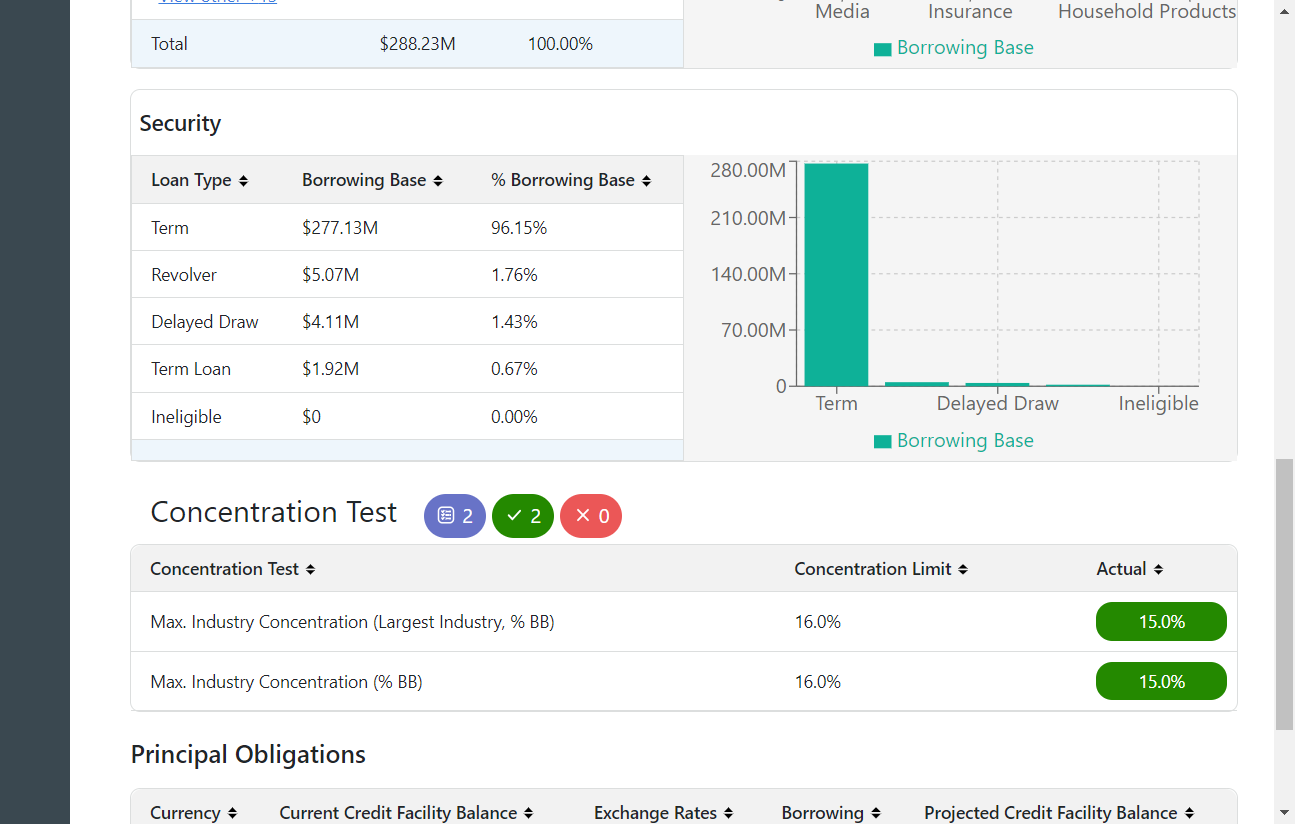 Total $288.23M 100.00%
Media Insurance Household Products
Borrowing Base
Security
Loan Type Borrowing Base % Borrowing Base
Term $277.13M 96.15%
Revolver $5.07M 1.76%
Delayed Draw $4.11M 1.43%
Term Loan $1.92M 0.67%
Ineligible $0 0.00%
280.00M
210.00M
140.00M
70.00M
0
Term Delayed Draw Ineligible
Borrowing Base
Concentration Test 2 2 0
Concentration Test Concentration Limit Actual
Max. Industry Concentration (Largest Industry, % BB) 16.0% 15.0%
Max. Industry Concentration (% BB) 16.0% 15.0%
Principal Obligations
Currency Current Credit Facility Balance Exchange Rates Borrowing Projected Credit Facility Balance